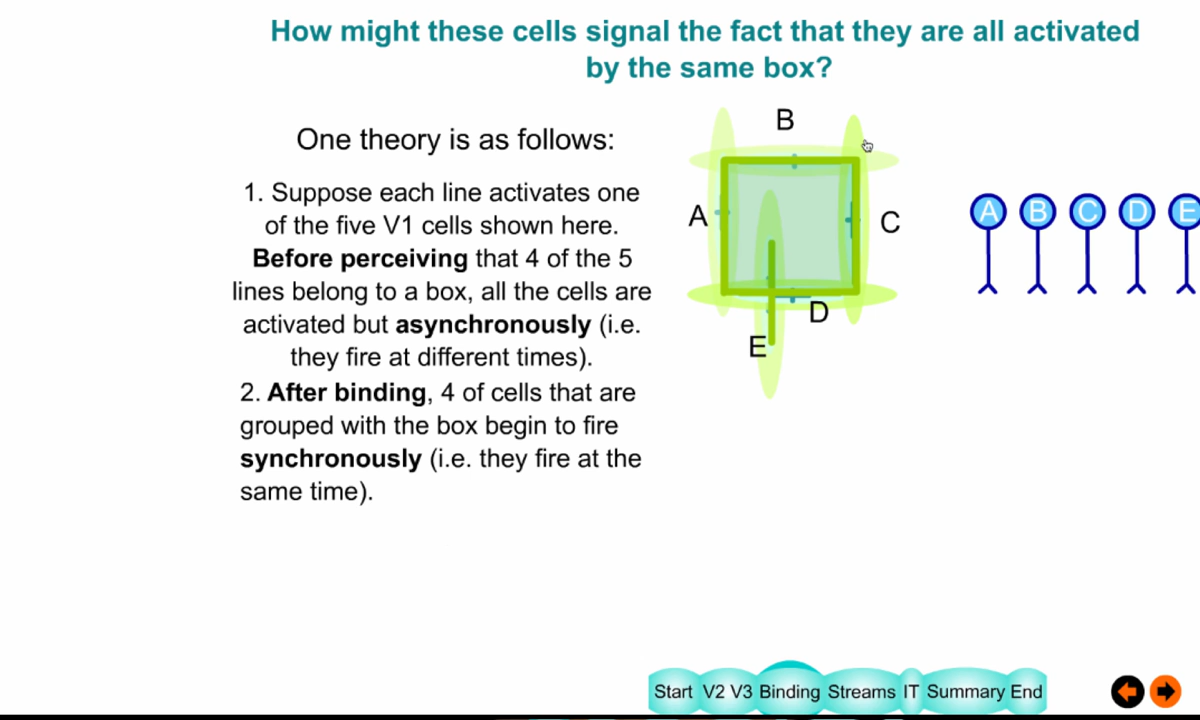 How might these cells signal the fact that they are all activated
by the same box?
One theory is as follows:
1. Suppose each line activates one
of the five V1 cells shown here.
Before perceiving that 4 of the 5
lines belong to a box, all the cells are
activated but asynchronously (i.e.
they fire at different times).
2. After binding, 4 of cells that are
grouped with the box begin to fire
synchronously (i.e. they fire at the
same time).
B
A
C
D
E
A B C D E
Start V2 V3 Binding Streams IT Summary End